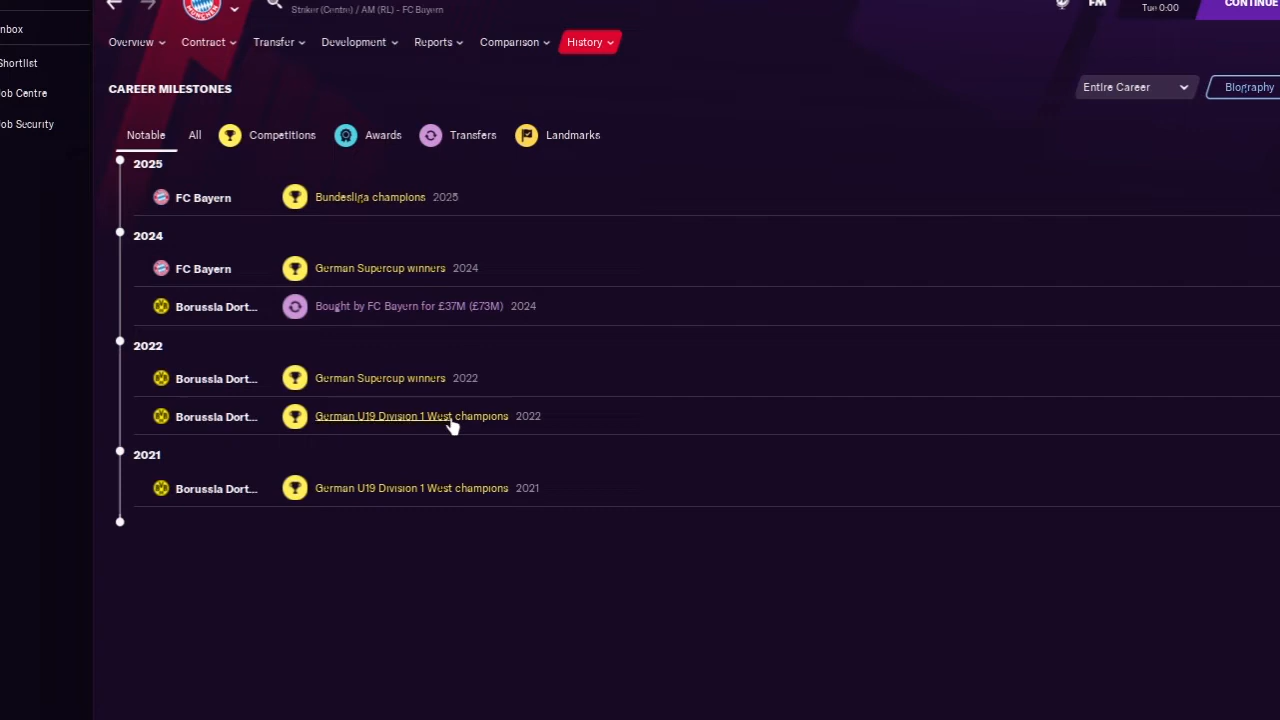 Striker (Centre) / AM (RL) - FC Bayern
FM
Tue 0:00
CONTINUE
nbox
Shortlist
ob Centre
ob Security
Overview Contract Transfer Development Reports Comparison History
CAREER MILESTONES
Entire Career
Biography
Notable All Competitions Awards Transfers Landmarks
2025
FC Bayern Bundesliga champions 2025
2024
FC Bayern German Supercup winners 2024
Borussia Dort... Bought by FC Bayern for £37M (£73M) 2024
2022
Borussia Dort... German Supercup winners 2022
Borussia Dort... German U19 Division 1 West champions 2022
2021
Borussia Dort... German U19 Division 1 West champions 2021